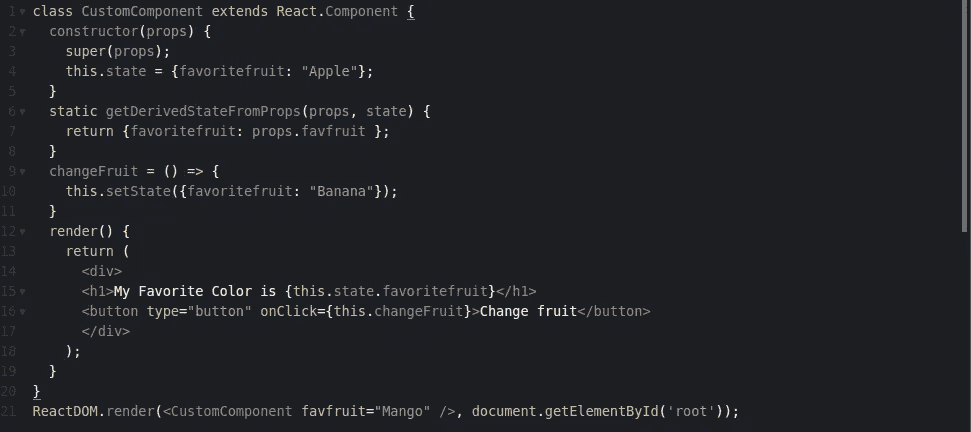 1 class CustomComponent extends React.Component {
2   constructor(props) {
3     super(props);
4     this.state = {favoritefruit: "Apple"};
5   }
6   static getDerivedStateFromProps(props, state) {
7     return {favoritefruit: props.favfruit };
8   }
9   changeFruit = () => {
10     this.setState({favoritefruit: "Banana"});
11   }
12   render() {
13     return (
14       <div>
15       <h1>My Favorite Color is {this.state.favoritefruit}</h1>
16       <button type="button" onClick={this.changeFruit}>Change fruit</button>
17       </div>
18     );
19   }
20 }
21 ReactDOM.render(<CustomComponent favfruit="Mango" />, document.getElementById('root'));